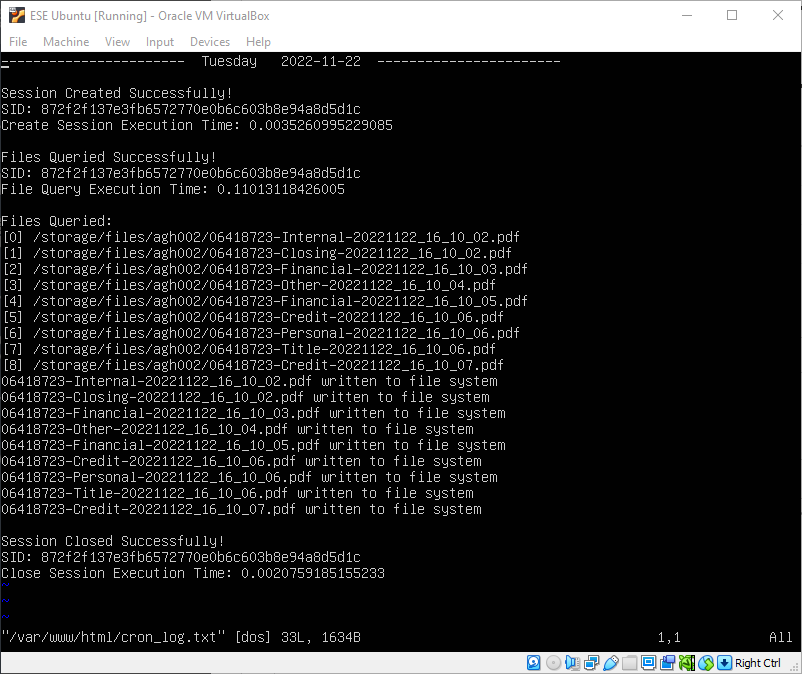 ESE Ubuntu [Running] - Oracle VM VirtualBox
File Machine View Input Devices Help
----------------------- Tuesday 2022-11-22 -----------------------
Session Created Successfully!
SID: 872f2f137e3fb6572770e0b6c603b8e94a8d5d1c
Create Session Execution Time: 0.0035260995229085
Files Queried Successfully!
SID: 872f2f137e3fb6572770e0b6c603b8e94a8d5d1c
File Query Execution Time: 0.11013118426005
Files Queried:
[0] /storage/files/agh002/06418723-Internal-20221122_16_10_02.pdf
[1] /storage/files/agh002/06418723-Closing-20221122_16_10_02.pdf
[2] /storage/files/agh002/06418723-Financial-20221122_16_10_03.pdf
[3] /storage/files/agh002/06418723-Other-20221122_16_10_04.pdf
[4] /storage/files/agh002/06418723-Financial-20221122_16_10_05.pdf
[5] /storage/files/agh002/06418723-Credit-20221122_16_10_06.pdf
[6] /storage/files/agh002/06418723-Personal-20221122_16_10_06.pdf
[7] /storage/files/agh002/06418723-Title-20221122_16_10_06.pdf
[8] /storage/files/agh002/06418723-Credit-20221122_16_10_07.pdf
06418723-Internal-20221122_16_10_02.pdf written to file system
06418723-Closing-20221122_16_10_02.pdf written to file system
06418723-Financial-20221122_16_10_03.pdf written to file system
06418723-Other-20221122_16_10_04.pdf written to file system
06418723-Financial-20221122_16_10_05.pdf written to file system
06418723-Credit-20221122_16_10_06.pdf written to file system
06418723-Personal-20221122_16_10_06.pdf written to file system
06418723-Title-20221122_16_10_06.pdf written to file system
06418723-Credit-20221122_16_10_07.pdf written to file system
Session Closed Successfully!
SID: 872f2f137e3fb6572770e0b6c603b8e94a8d5d1c
Close Session Execution Time: 0.0020759185155233
~
~
~
"/var/www/html/cron_log.txt" [dos] 33L, 1634B 1,1 All
Right Ctrl